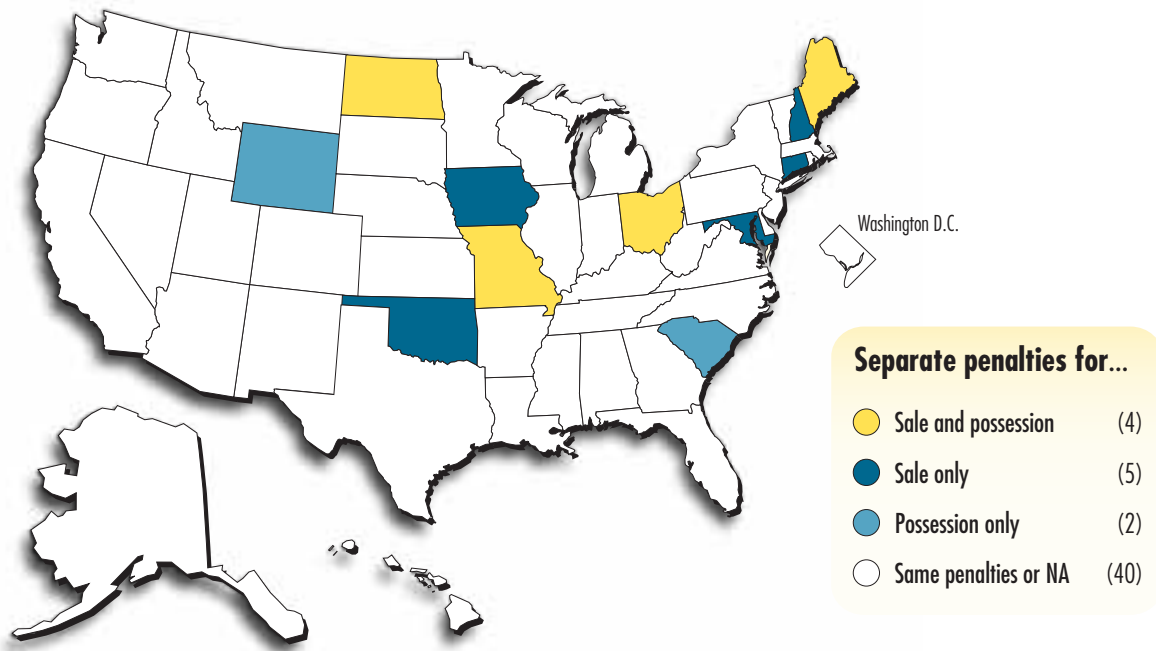 Washington D.C.
Separate penalties for...
Sale and possession (4)
Sale only (5)
Possession only (2)
Same penalties or NA (40)